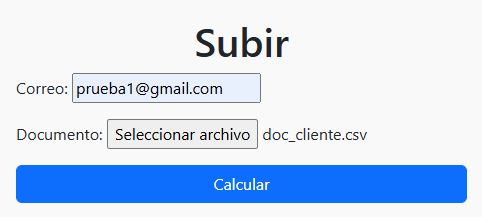 Subir
Correo: prueba1@gmail.com
Documento: Seleccionar archivo doc_cliente.csv
Calcular